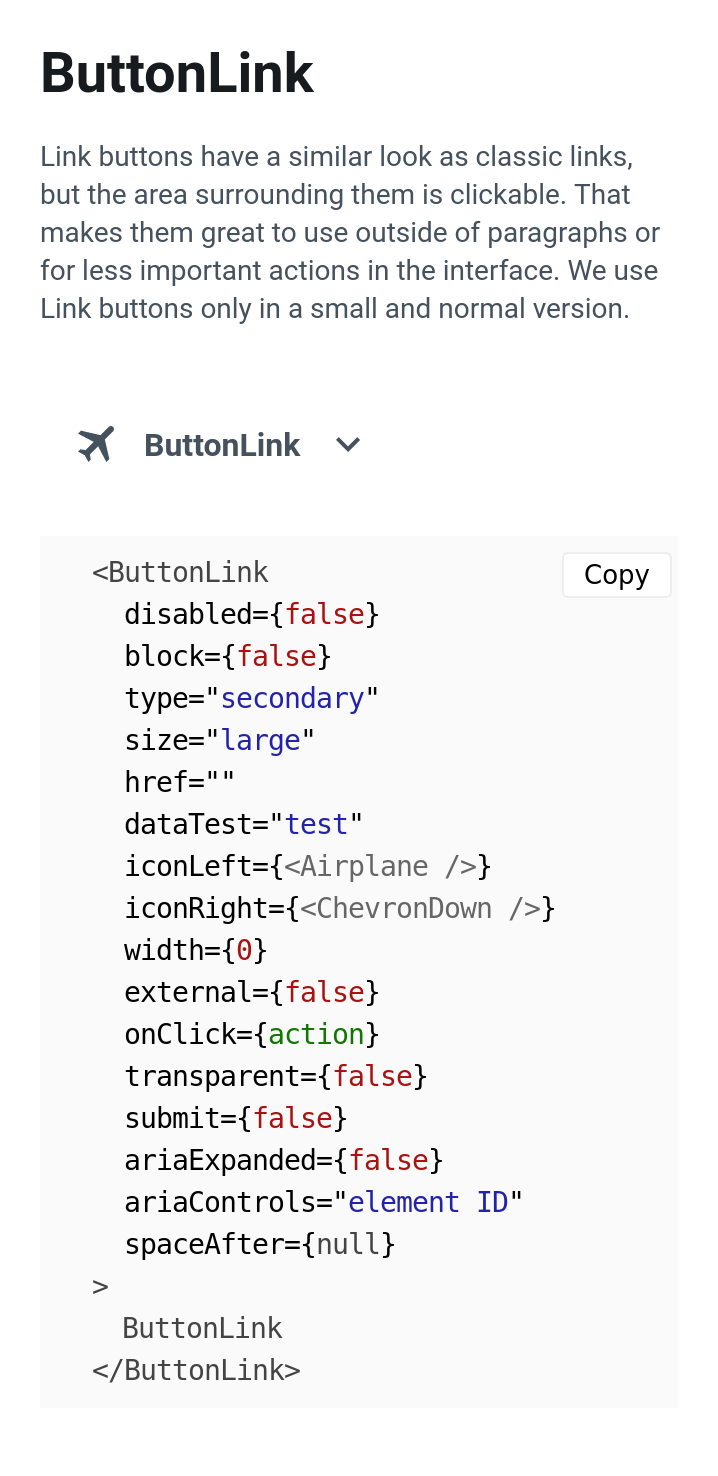 ButtonLink
Link buttons have a similar look as classic links,
but the area surrounding them is clickable. That
makes them great to use outside of paragraphs or
for less important actions in the interface. We use
Link buttons only in a small and normal version.
ButtonLink
Copy
<ButtonLink
  disabled={false}
  block={false}
  type="secondary"
  size="large"
  href=""
  dataTest="test"
  iconLeft={<Airplane />}
  iconRight={<ChevronDown />}
  width={0}
  external={false}
  onClick={action}
  transparent={false}
  submit={false}
  ariaExpanded={false}
  ariaControls="element ID"
  spaceAfter={null}
>
  ButtonLink
</ButtonLink>